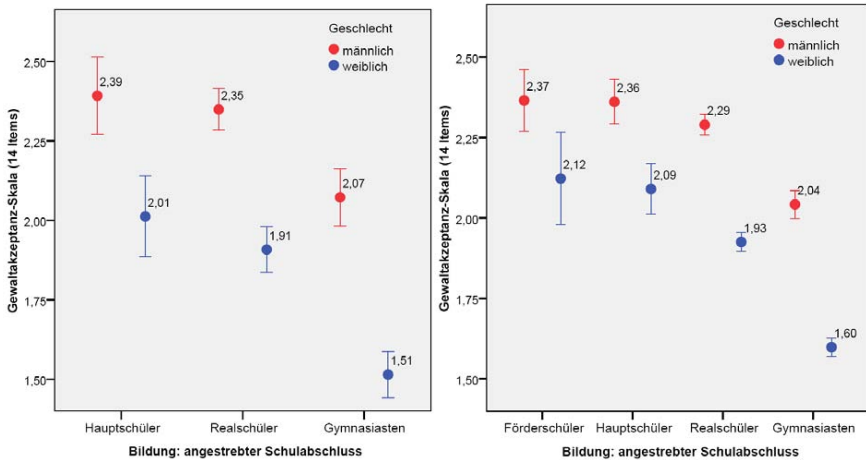 Gewaltakzeptanz-Skala (14 Items)
2,50
2,25
2,00
1,75
1,50
Geschlecht
männlich
weiblich
2,39
2,01
2,35
1,91
2,07
1,51
Hauptschüler Realschüler Gymnasiasten
Bildung: angestrebter Schulabschluss
Gewaltakzeptanz-Skala (14 Items)
2,50
2,25
2,00
1,75
1,50
Geschlecht
männlich
weiblich
2,37
2,12
2,36
2,09
2,29
1,93
2,04
1,60
Förderschüler Hauptschüler Realschüler Gymnasiasten
Bildung: angestrebter Schulabschluss